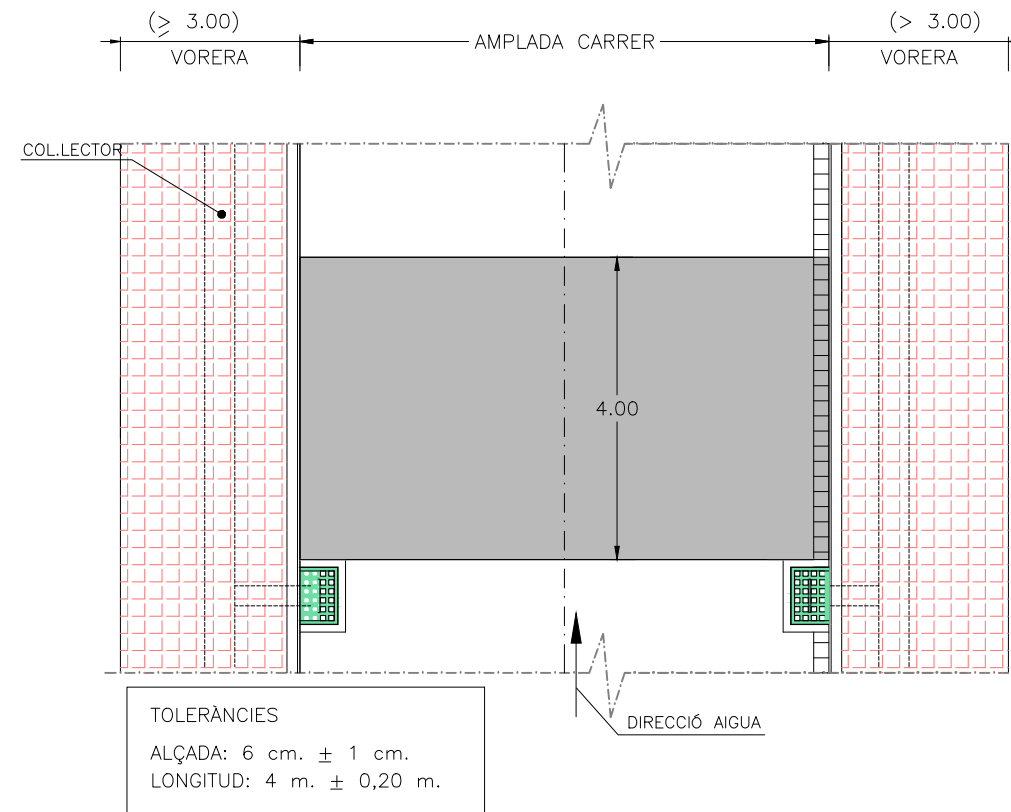 (≥ 3.00)
(> 3.00)
AMPLADA CARRER
VORERA
VORERA
COL.LECTOR
4.00
DIRECCIÓ AIGUA
TOLERÀNCIES
ALÇADA: 6 cm. ± 1 cm.
LONGITUD: 4 m. ± 0,20 m.